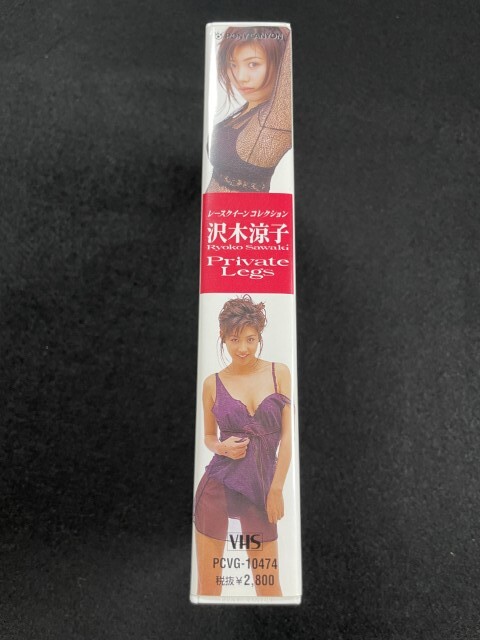 PONY CANYON
レースクイーンコレクション
沢木涼子
Ryoko Sawaki
Private
Legs
VHS
PCVG-10474
税抜¥2,800